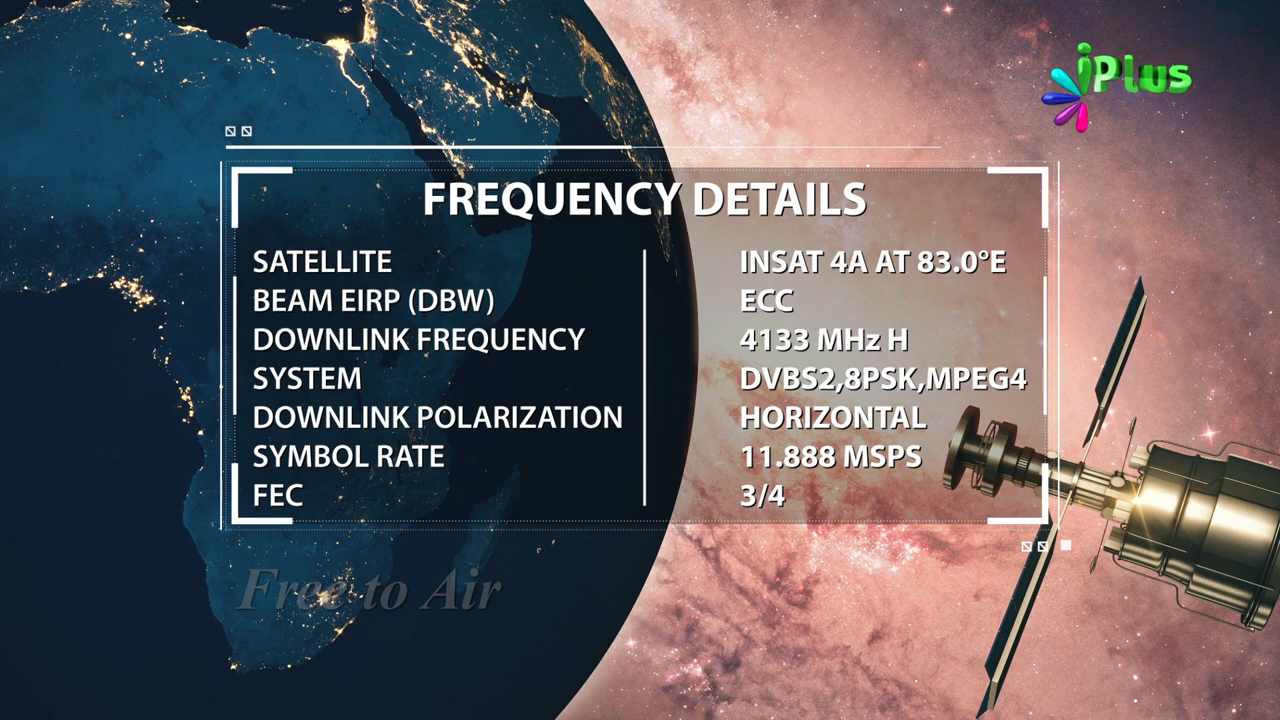 iPlus
FREQUENCY DETAILS
SATELLITE INSAT 4A AT 83.0°E
BEAM EIRP (DBW) ECC
DOWNLINK FREQUENCY 4133 MHz H
SYSTEM DVBS2,8PSK,MPEG4
DOWNLINK POLARIZATION HORIZONTAL
SYMBOL RATE 11.888 MSPS
FEC 3/4
Free to Air